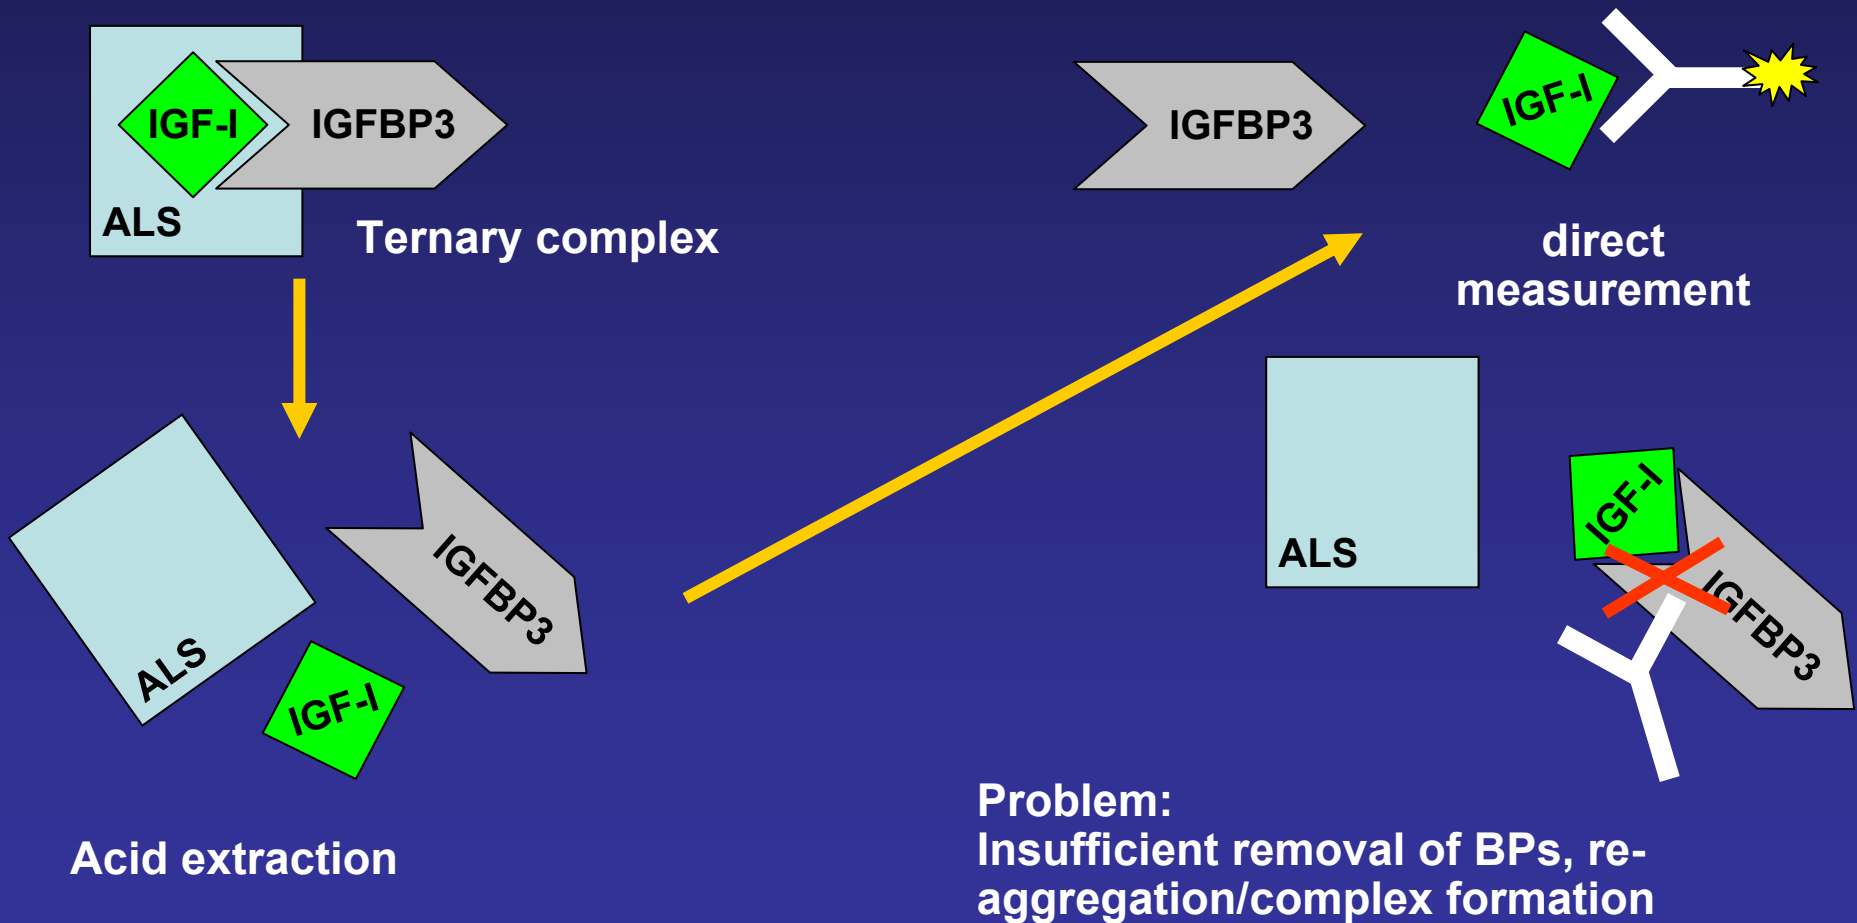 IGF-I
IGFBP3
ALS
Ternary complex
IGFBP3
IGF-I
direct
measurement
ALS
IGFBP3
IGF-I
Acid extraction
ALS
IGF-I
IGFBP3
Problem:
Insufficient removal of BPs, re-
aggregation/complex formation